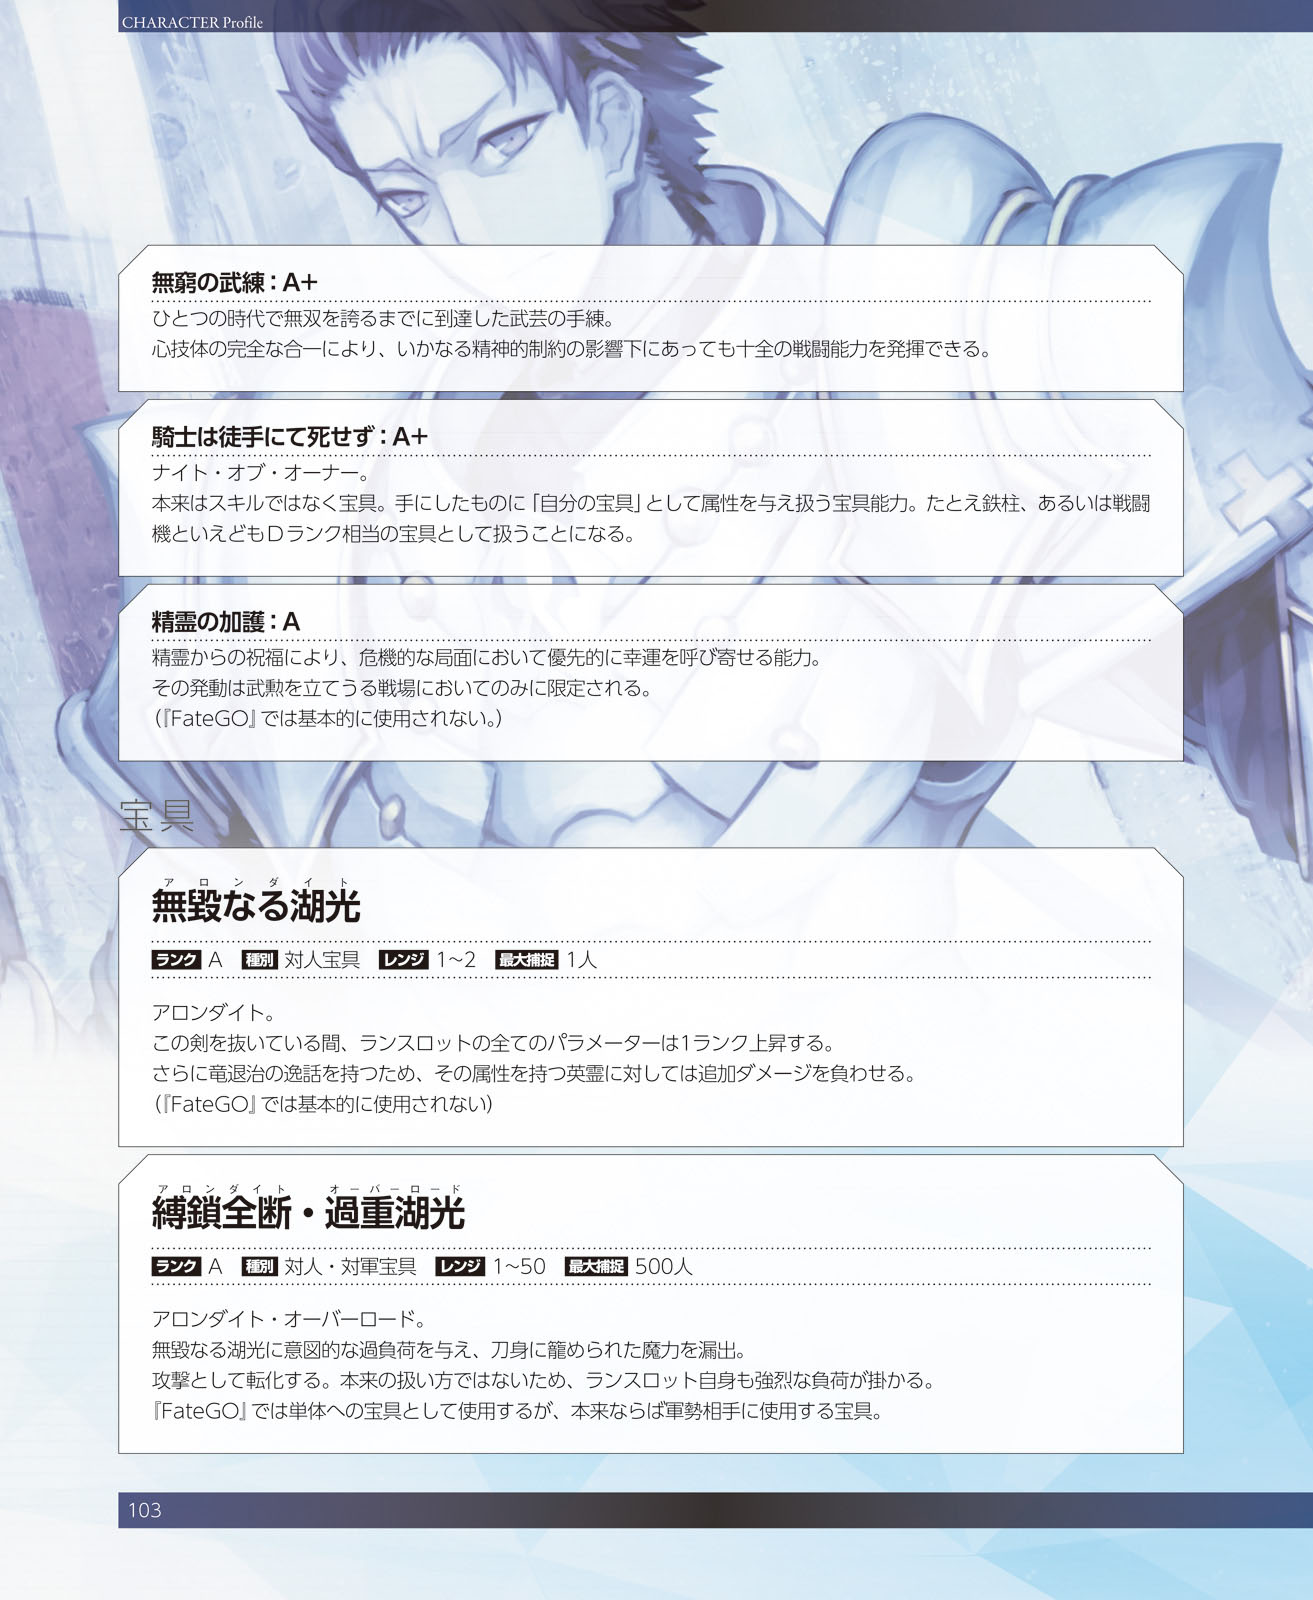 CHARACTER Profile
無窮の武練：A＋
ひとつの時代で無双を誇るまでに到達した武芸の手練。
心技体の完全な合一により、いかなる精神的制約の影響下にあっても十全の戦闘能力を発揮できる。
騎士は徒手にて死せず：A＋
ナイト・オブ・オーナー。
本来はスキルではなく宝具。手にしたものに「自分の宝具」として属性を与え扱う宝具能力。たとえ鉄柱、あるいは戦闘
機といえどもＤランク相当の宝具として扱うことになる。
精霊の加護：A
精霊からの祝福により、危機的な局面において優先的に幸運を呼び寄せる能力。
その発動は武勲を立てうる戦場においてのみに限定される。
（『FateGO』では基本的に使用されない。）
宝具
アロンダイト
無毀なる湖光
ランク A 種別 対人宝具 レンジ 1～2 最大捕捉 1人
アロンダイト。
この剣を抜いている間、ランスロットの全てのパラメーターは1ランク上昇する。
さらに竜退治の逸話を持つため、その属性を持つ英霊に対しては追加ダメージを負わせる。
（『FateGO』では基本的に使用されない）
アロンダイト オーバーロード
縛鎖全断・過重湖光
ランク A 種別 対人・対軍宝具 レンジ 1～50 最大捕捉 500人
アロンダイト・オーバーロード。
無毀なる湖光に意図的な過負荷を与え、刀身に籠められた魔力を漏出。
攻撃として転化する。本来の扱い方ではないため、ランスロット自身も強烈な負荷が掛かる。
『FateGO』では単体への宝具として使用するが、本来ならば軍勢相手に使用する宝具。
103